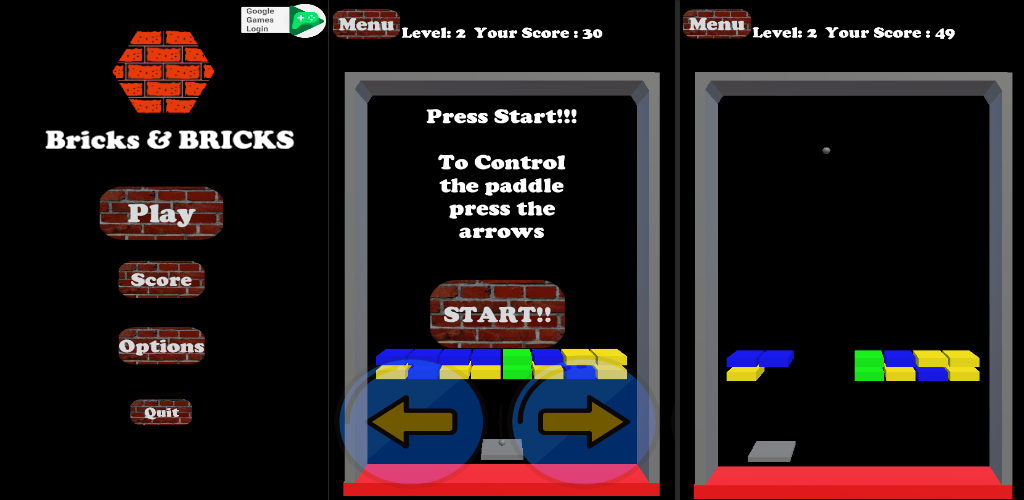 Google
Games
Login
Bricks & BRICKS
Play
Score
Options
Quit
Menu
Level: 2 Your Score : 30
Press Start!!!
To Control
the paddle
press the
arrows
START!!
Menu
Level: 2 Your Score : 49